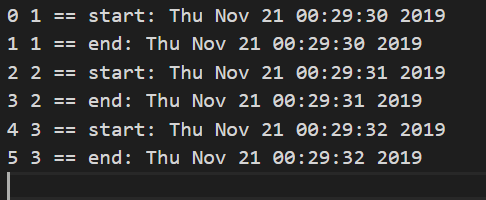 0 1 == start: Thu Nov 21 00:29:30 2019
1 1 == end: Thu Nov 21 00:29:30 2019
2 2 == start: Thu Nov 21 00:29:31 2019
3 2 == end: Thu Nov 21 00:29:31 2019
4 3 == start: Thu Nov 21 00:29:32 2019
5 3 == end: Thu Nov 21 00:29:32 2019